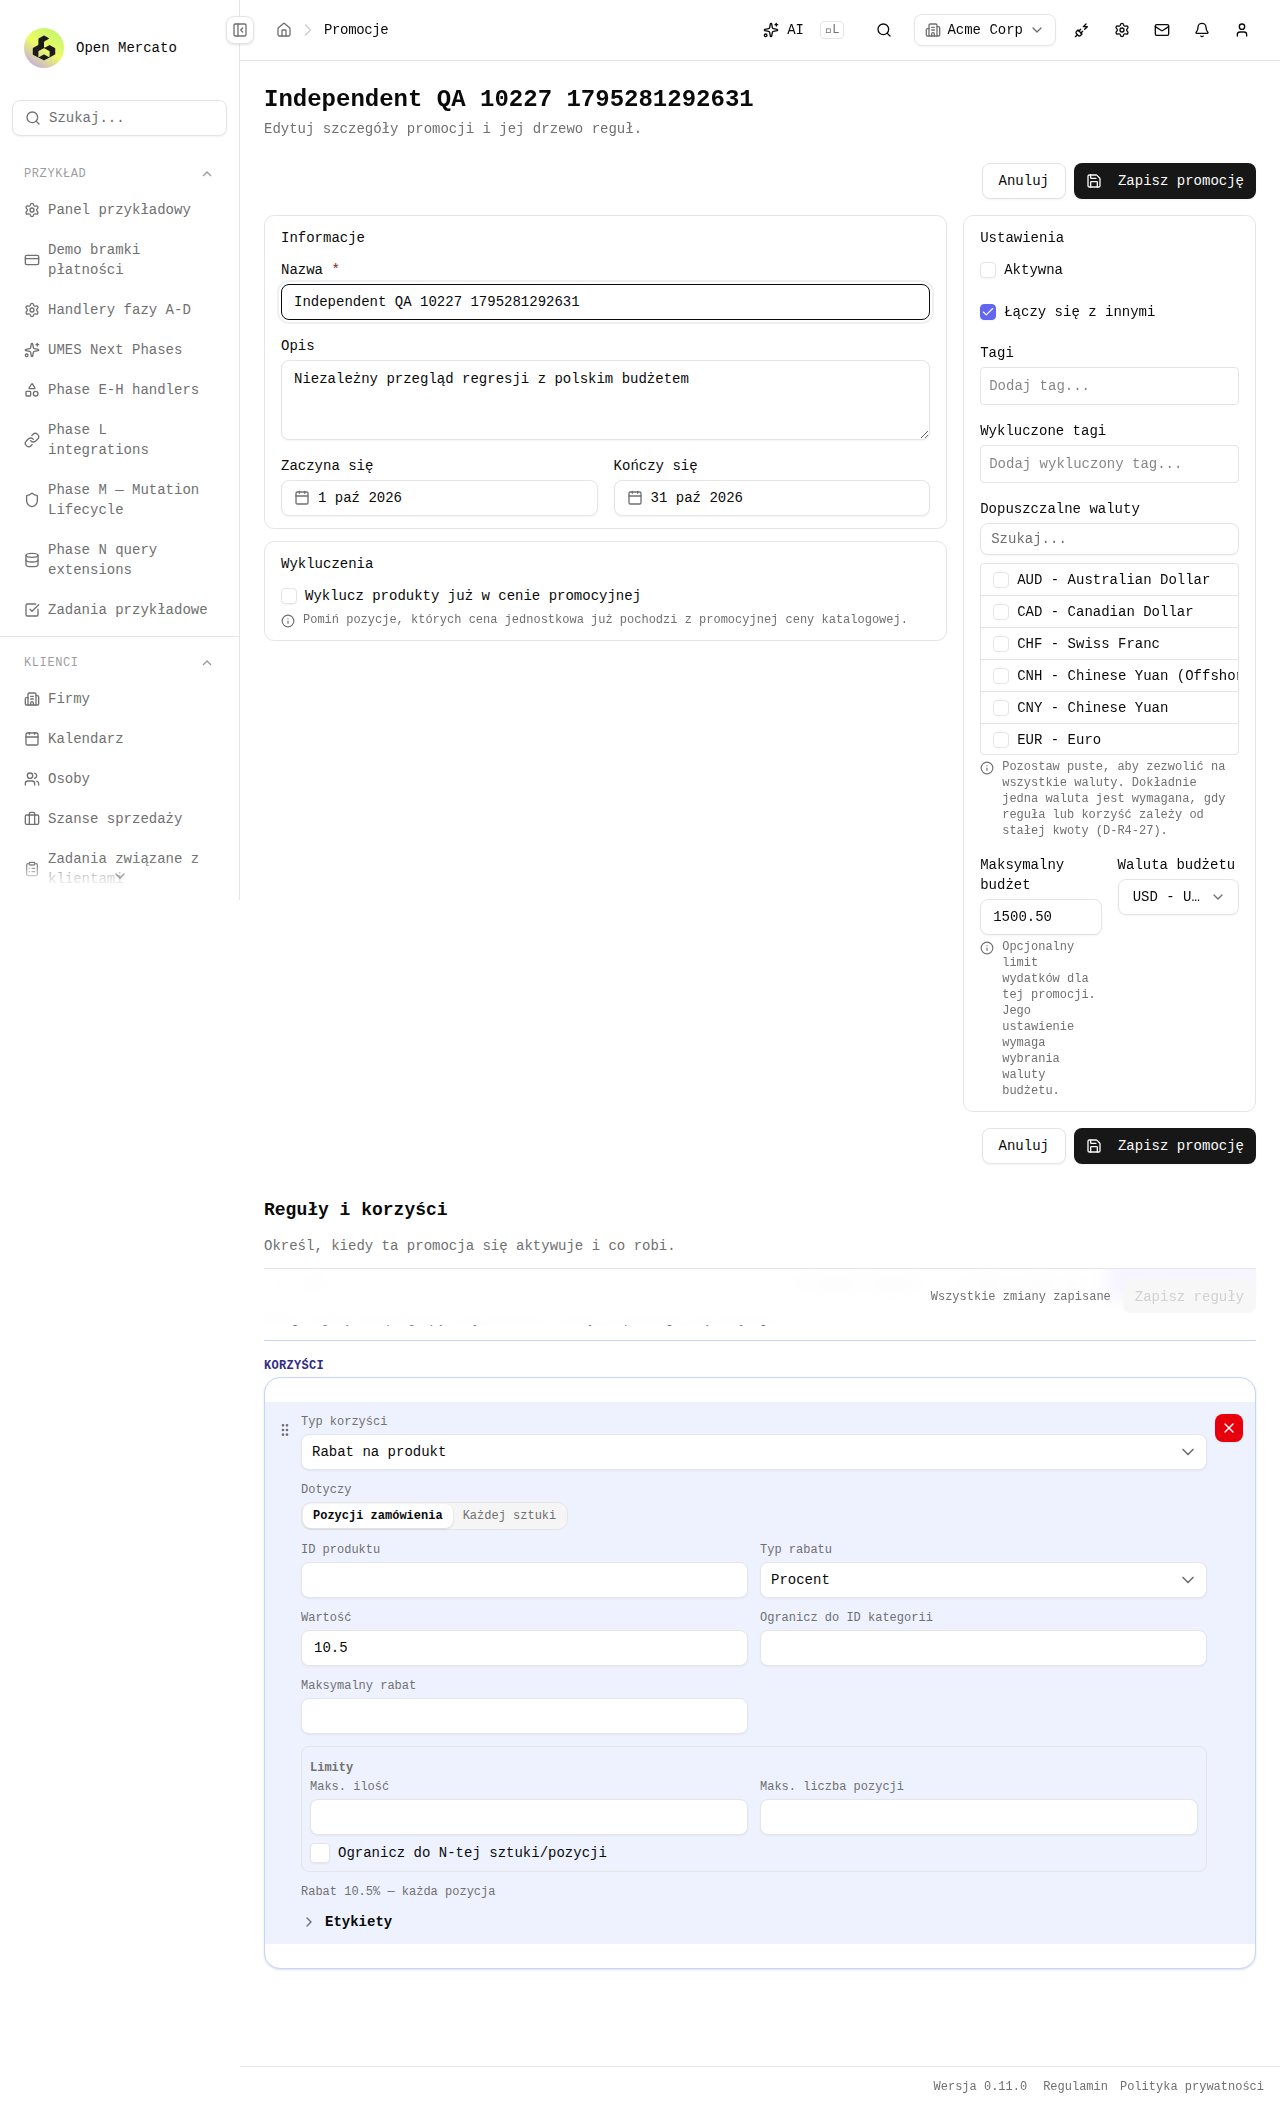 Open Mercato
Promocje
AI
Acme Corp
Szukaj...
PRZYKŁAD
Panel przykładowy
Demo bramki
płatności
Handlery fazy A-D
UMES Next Phases
Phase E-H handlers
Phase L
integrations
Phase M — Mutation
Lifecycle
Phase N query
extensions
Zadania przykładowe
KLIENCI
Firmy
Kalendarz
Osoby
Szanse sprzedaży
Zadania związane z
klientami
Independent QA 10227 1795281292631
Edytuj szczegóły promocji i jej drzewo reguł.
Anuluj
Zapisz promocję
Informacje
Nazwa *
Independent QA 10227 1795281292631
Opis
Niezależny przegląd regresji z polskim budżetem
Zaczyna się
Kończy się
1 paź 2026
31 paź 2026
Wykluczenia
Wyklucz produkty już w cenie promocyjnej
Pomiń pozycje, których cena jednostkowa już pochodzi z promocyjnej ceny katalogowej.
Ustawienia
Aktywna
Łączy się z innymi
Tagi
Dodaj tag...
Wykluczone tagi
Dodaj wykluczony tag...
Dopuszczalne waluty
Szukaj...
AUD - Australian Dollar
CAD - Canadian Dollar
CHF - Swiss Franc
CNH - Chinese Yuan (Offshor
CNY - Chinese Yuan
EUR - Euro
Pozostaw puste, aby zezwolić na
wszystkie waluty. Dokładnie
jedna waluta jest wymagana, gdy
reguła lub korzyść zależy od
stałej kwoty (D-R4-27).
Maksymalny
budżet
Waluta budżetu
1500.50
USD - U…
Opcjonalny
limit
wydatków dla
tej promocji.
Jego
ustawienie
wymaga
wybrania
waluty
budżetu.
Anuluj
Zapisz promocję
Reguły i korzyści
Określ, kiedy ta promocja się aktywuje i co robi.
Wszystkie zmiany zapisane
Zapisz reguły
KORZYŚCI
Typ korzyści
Rabat na produkt
Dotyczy
Pozycji zamówienia
Każdej sztuki
ID produktu
Typ rabatu
Procent
Wartość
Ogranicz do ID kategorii
10.5
Maksymalny rabat
Limity
Maks. ilość
Maks. liczba pozycji
Ogranicz do N-tej sztuki/pozycji
Rabat 10.5% — każda pozycja
Etykiety
Wersja 0.11.0
Regulamin
Polityka prywatności